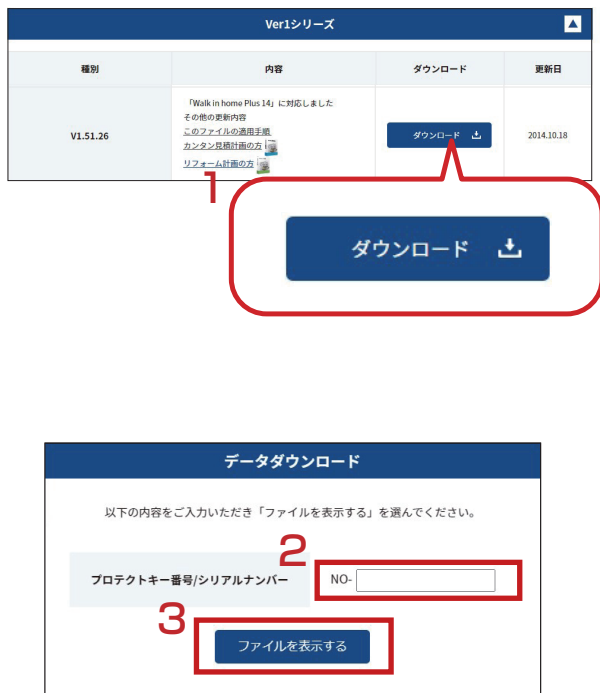 Ver1シリーズ
種別 内容 ダウンロード 更新日
「Walk in home Plus 14」に対応しました
その他の更新内容
このファイルの適用手順
カンタン見積計画の方
リフォーム計画の方
V1.51.26 ダウンロード 2014.10.18
1
ダウンロード
データダウンロード
以下の内容をご入力いただき「ファイルを表示する」を選んでください。
2
プロテクトキー番号/シリアルナンバー NO-
3
ファイルを表示する